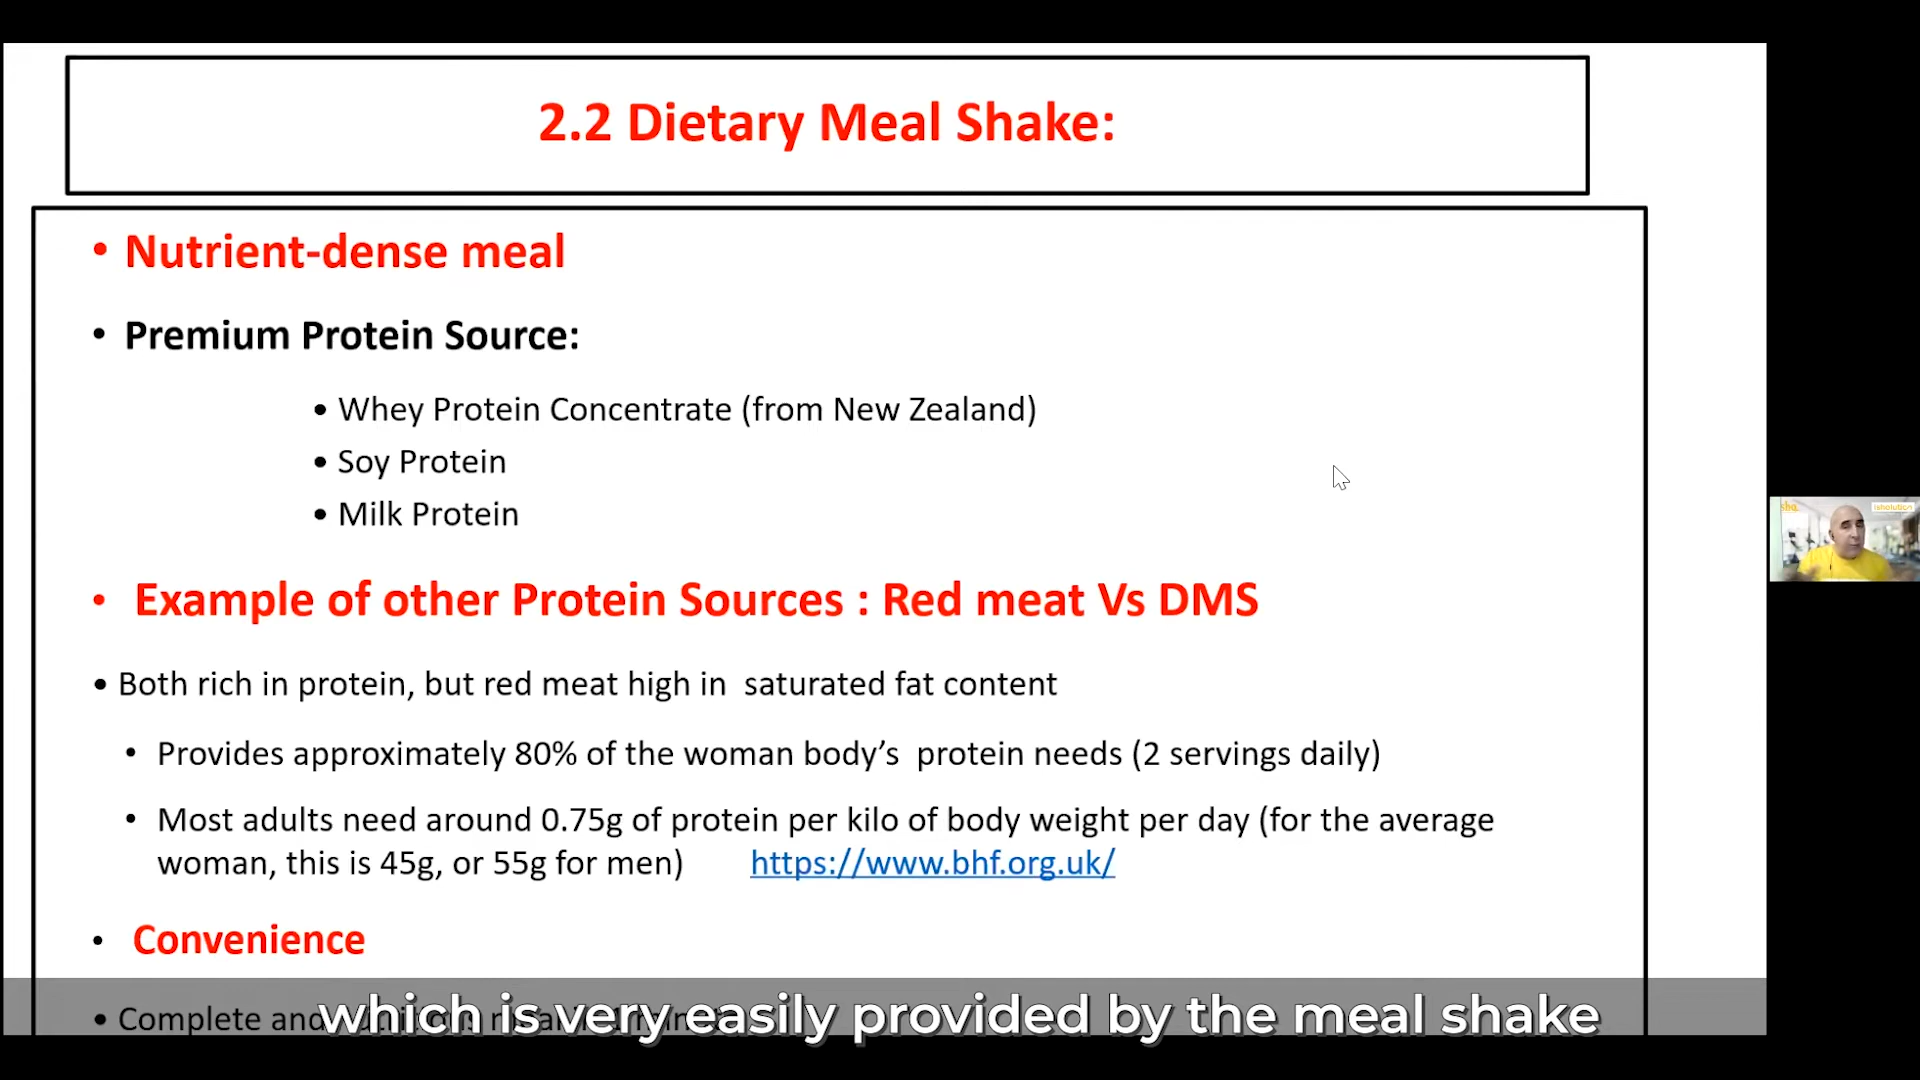 2.2 Dietary Meal Shake:
• Nutrient-dense meal
• Premium Protein Source:
• Whey Protein Concentrate (from New Zealand)
• Soy Protein
• Milk Protein
• Example of other Protein Sources : Red meat Vs DMS
• Both rich in protein, but red meat high in saturated fat content
• Provides approximately 80% of the woman body's protein needs (2 servings daily)
• Most adults need around 0.75g of protein per kilo of body weight per day (for the average
woman, this is 45g, or 55g for men) https://www.bhf.org.uk/
• Convenience
• Complete and
which is very easily provided by the meal shake